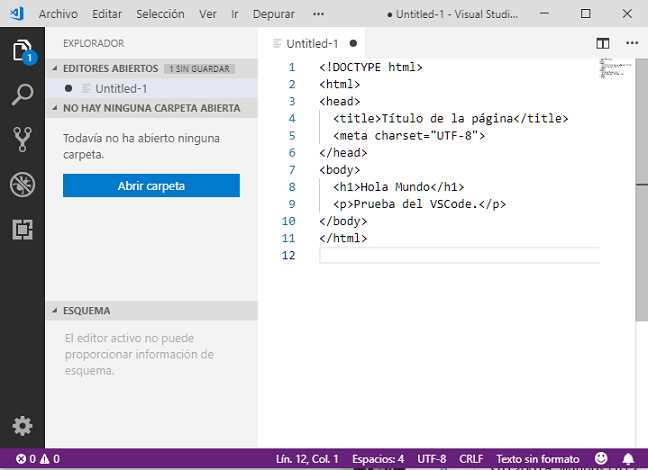 Archivo Editar Selección Ver Ir Depurar ••• ● Untitled-1 - Visual Studi...
EXPLORADOR
EDITORES ABIERTOS 1 SIN GUARDAR
● Untitled-1
NO HAY NINGUNA CARPETA ABIERTA
Todavía no ha abierto ninguna
carpeta.
Abrir carpeta
ESQUEMA
El editor activo no puede
proporcionar información de
esquema.
1
Untitled-1 ●
1 <!DOCTYPE html>
2 <html>
3 <head>
4 <title>Título de la página</title>
5 <meta charset="UTF-8">
6 </head>
7 <body>
8 <h1>Hola Mundo</h1>
9 <p>Prueba del VSCode.</p>
10 </body>
11 </html>
12
0 0 Lín. 12, Col. 1 Espacios: 4 UTF-8 CRLF Texto sin formato